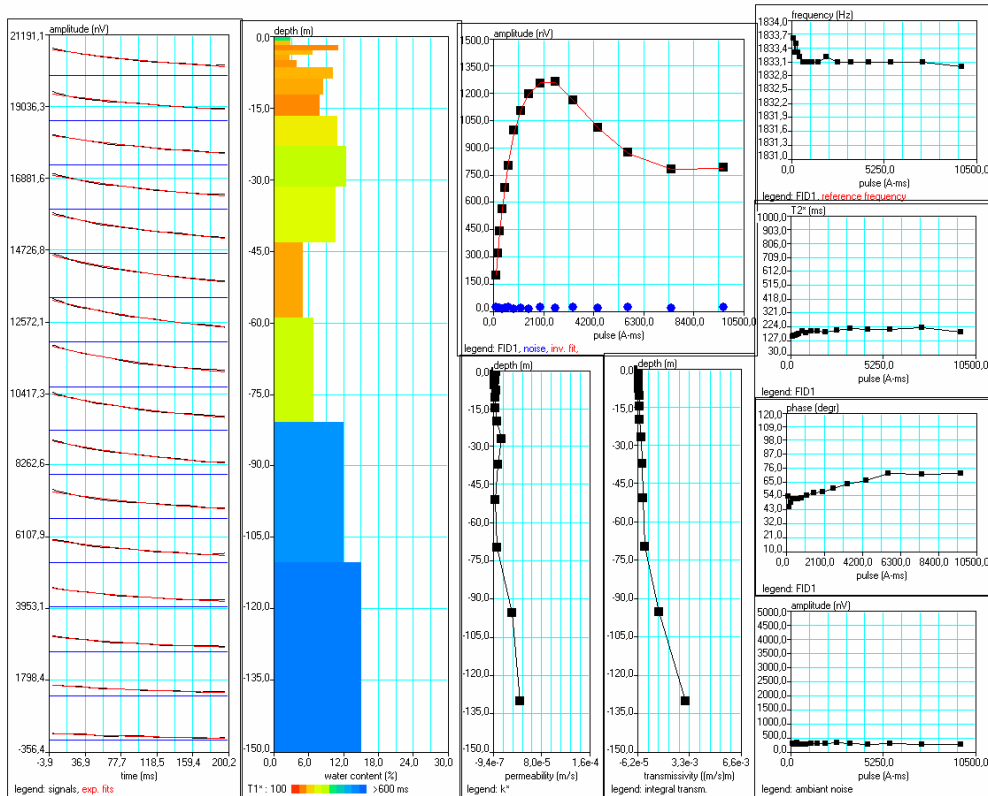 amplitude (nV)
21191,1
19036,3
16881,6
14726,8
12572,1
10417,3
8262,6
6107,9
3953,1
1798,4
-356,4
3,9 36,9 77,7 118,5 159,4 200,2
time (ms)
legend: signals, exp. fits
depth (m)
0,0
-15,0
-30,0
-45,0
-60,0
-75,0
-90,0
-105,0
-120,0
-135,0
-150,0
0,0 6,0 12,0 18,0 24,0 30,0
water content (%)
T1* : 100 >600 ms
amplitude (nV)
1500,0
1350,0
1200,0
1050,0
900,0
750,0
600,0
450,0
300,0
150,0
0,0
0,0 2100,0 4200,0 6300,0 8400,0 10500,0
pulse (A-ms)
legend: FID1, noise, inv. fit,
depth (m)
0,0
-15,0
-30,0
-45,0
-60,0
-75,0
-90,0
-105,0
-120,0
-135,0
-150,0
-9,4e-7 8,0e-5 1,6e-4
permeability (m/s)
legend: k*
depth (m)
0,0
-15,0
-30,0
-45,0
-60,0
-75,0
-90,0
-105,0
-120,0
-135,0
-150,0
-6,2e-5 3,3e-3 6,6e-3
transmissivity ((m/s)m)
legend: integral transm.
frequency (Hz)
1834,0
1833,7
1833,4
1833,1
1832,8
1832,5
1832,2
1831,9
1831,6
1831,3
1831,0
0,0 5250,0 10500,0
pulse (A-ms)
legend: FID1, reference frequency
T2* (ms)
1000,0
903,0
806,0
709,0
612,0
515,0
418,0
321,0
224,0
127,0
30,0
0,0 5250,0 10500,0
pulse (A-ms)
legend: FID1
phase (degr)
120,0
109,0
98,0
87,0
76,0
65,0
54,0
43,0
32,0
21,0
10,0
0,0 2100,0 4200,0 6300,0 8400,0 10500,0
pulse (A-ms)
legend: FID1
amplitude (nV)
5000,0
4500,0
4000,0
3500,0
3000,0
2500,0
2000,0
1500,0
1000,0
500,0
0,0
0,0 5250,0 10500,0
pulse (A-ms)
legend: ambiant noise